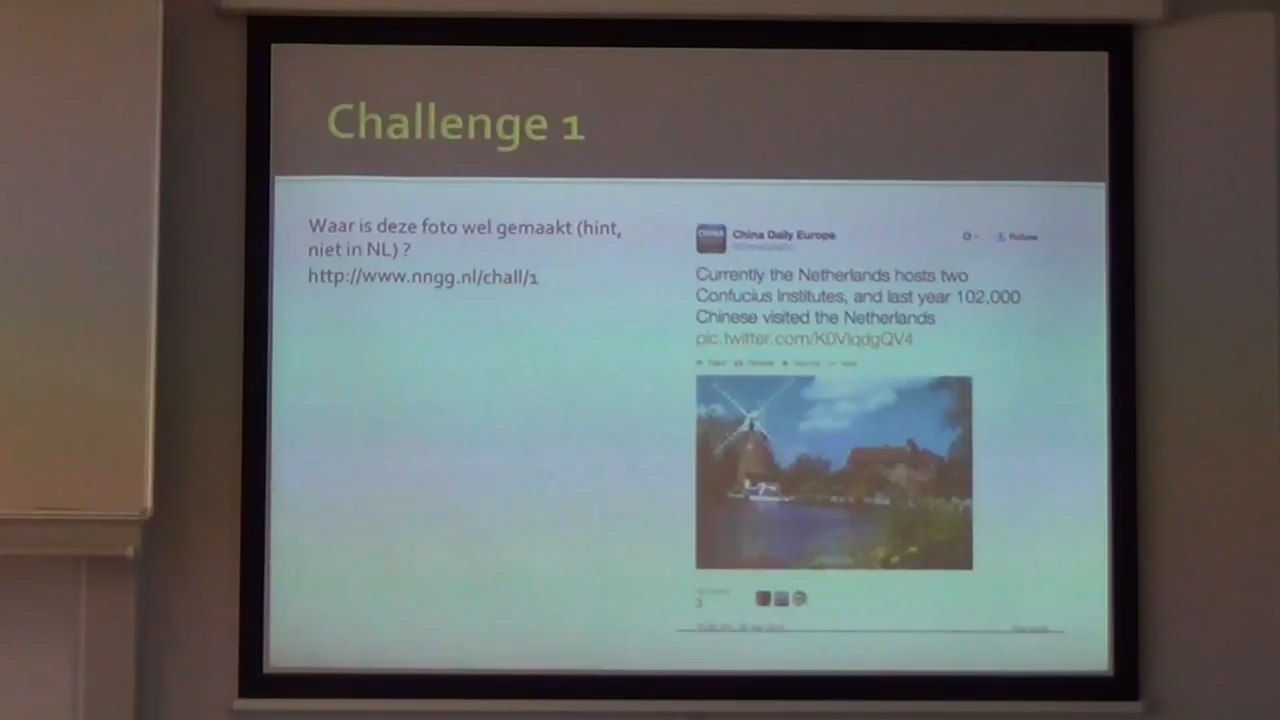 Challenge 1
Waar is deze foto wel gemaakt (hint,
niet in NL) ?
http://www.nngg.nl/chall/1
China Daily Europe
Follow
Currently the Netherlands hosts two
Confucius Institutes, and last year 102,000
Chinese visited the Netherlands
pic.twitter.com/K0VlqdgQV4